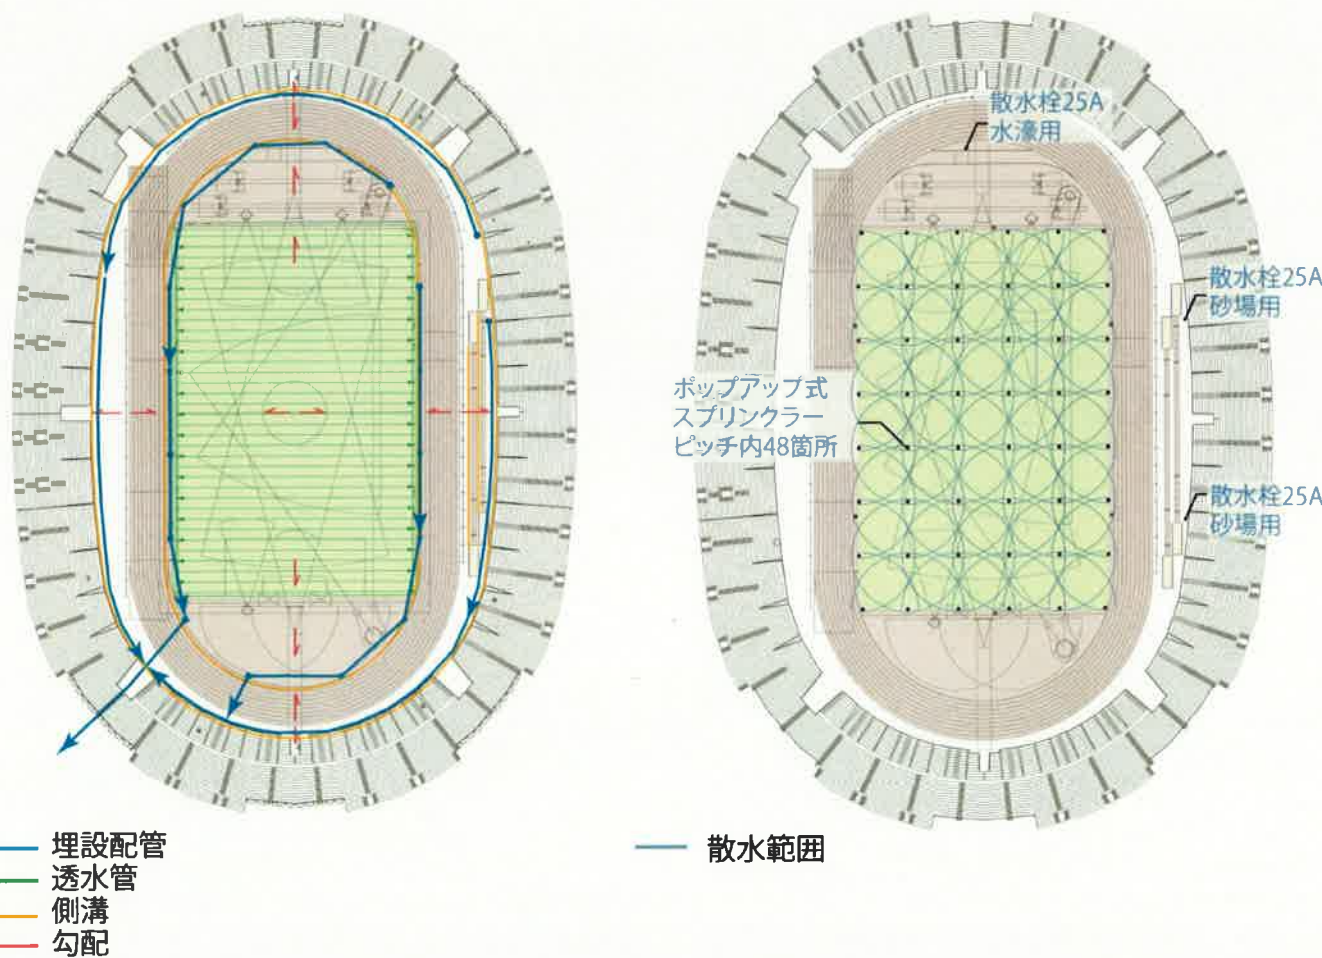 散水栓25A
水濠用
散水栓25A
砂場用
ポップアップ式
スプリンクラー
ピッチ内48箇所
散水栓25A
砂場用
埋設配管
透水管
側溝
勾配
散水範囲